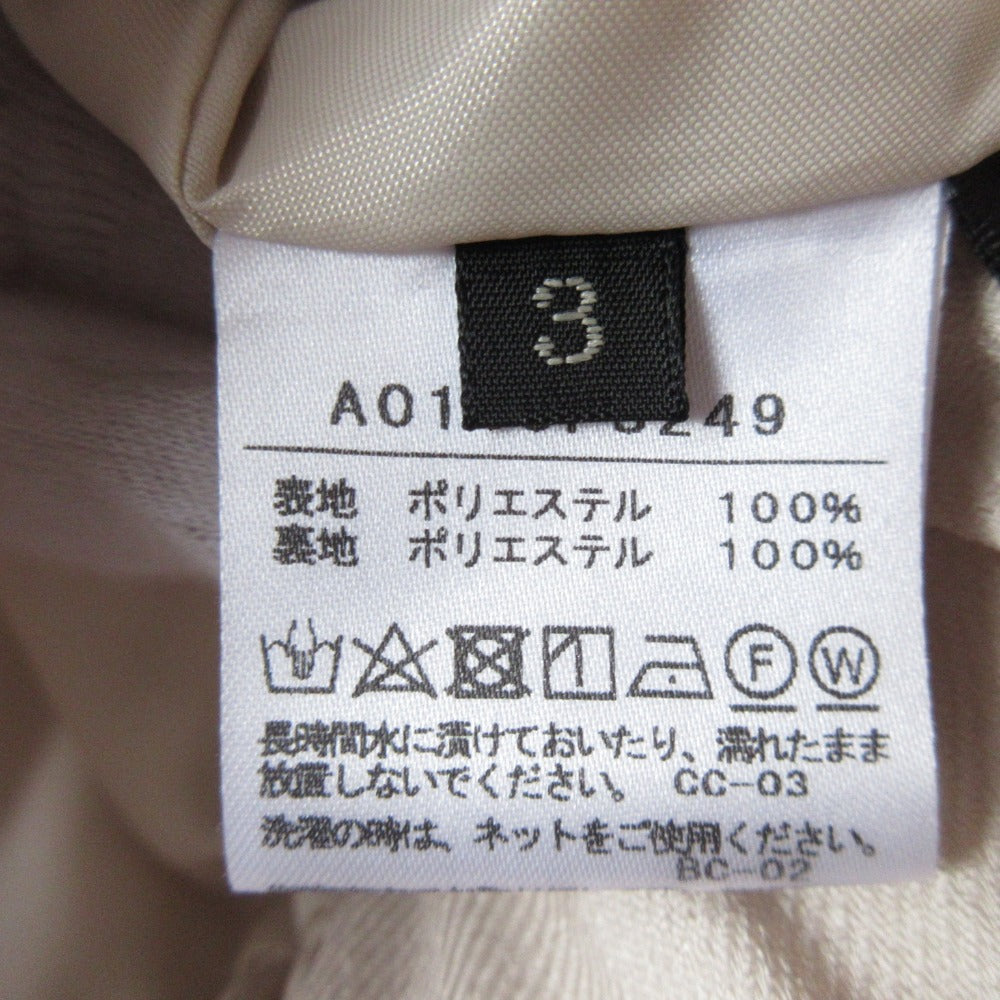 3
A01 249
表地 ポリエステル 100%
裏地 ポリエステル 100%
F W
長時間水に漬けておいたり、濡れたまま
放置しないでください。 CC-03
洗濯の時は、ネットをご使用ください。
BC-02